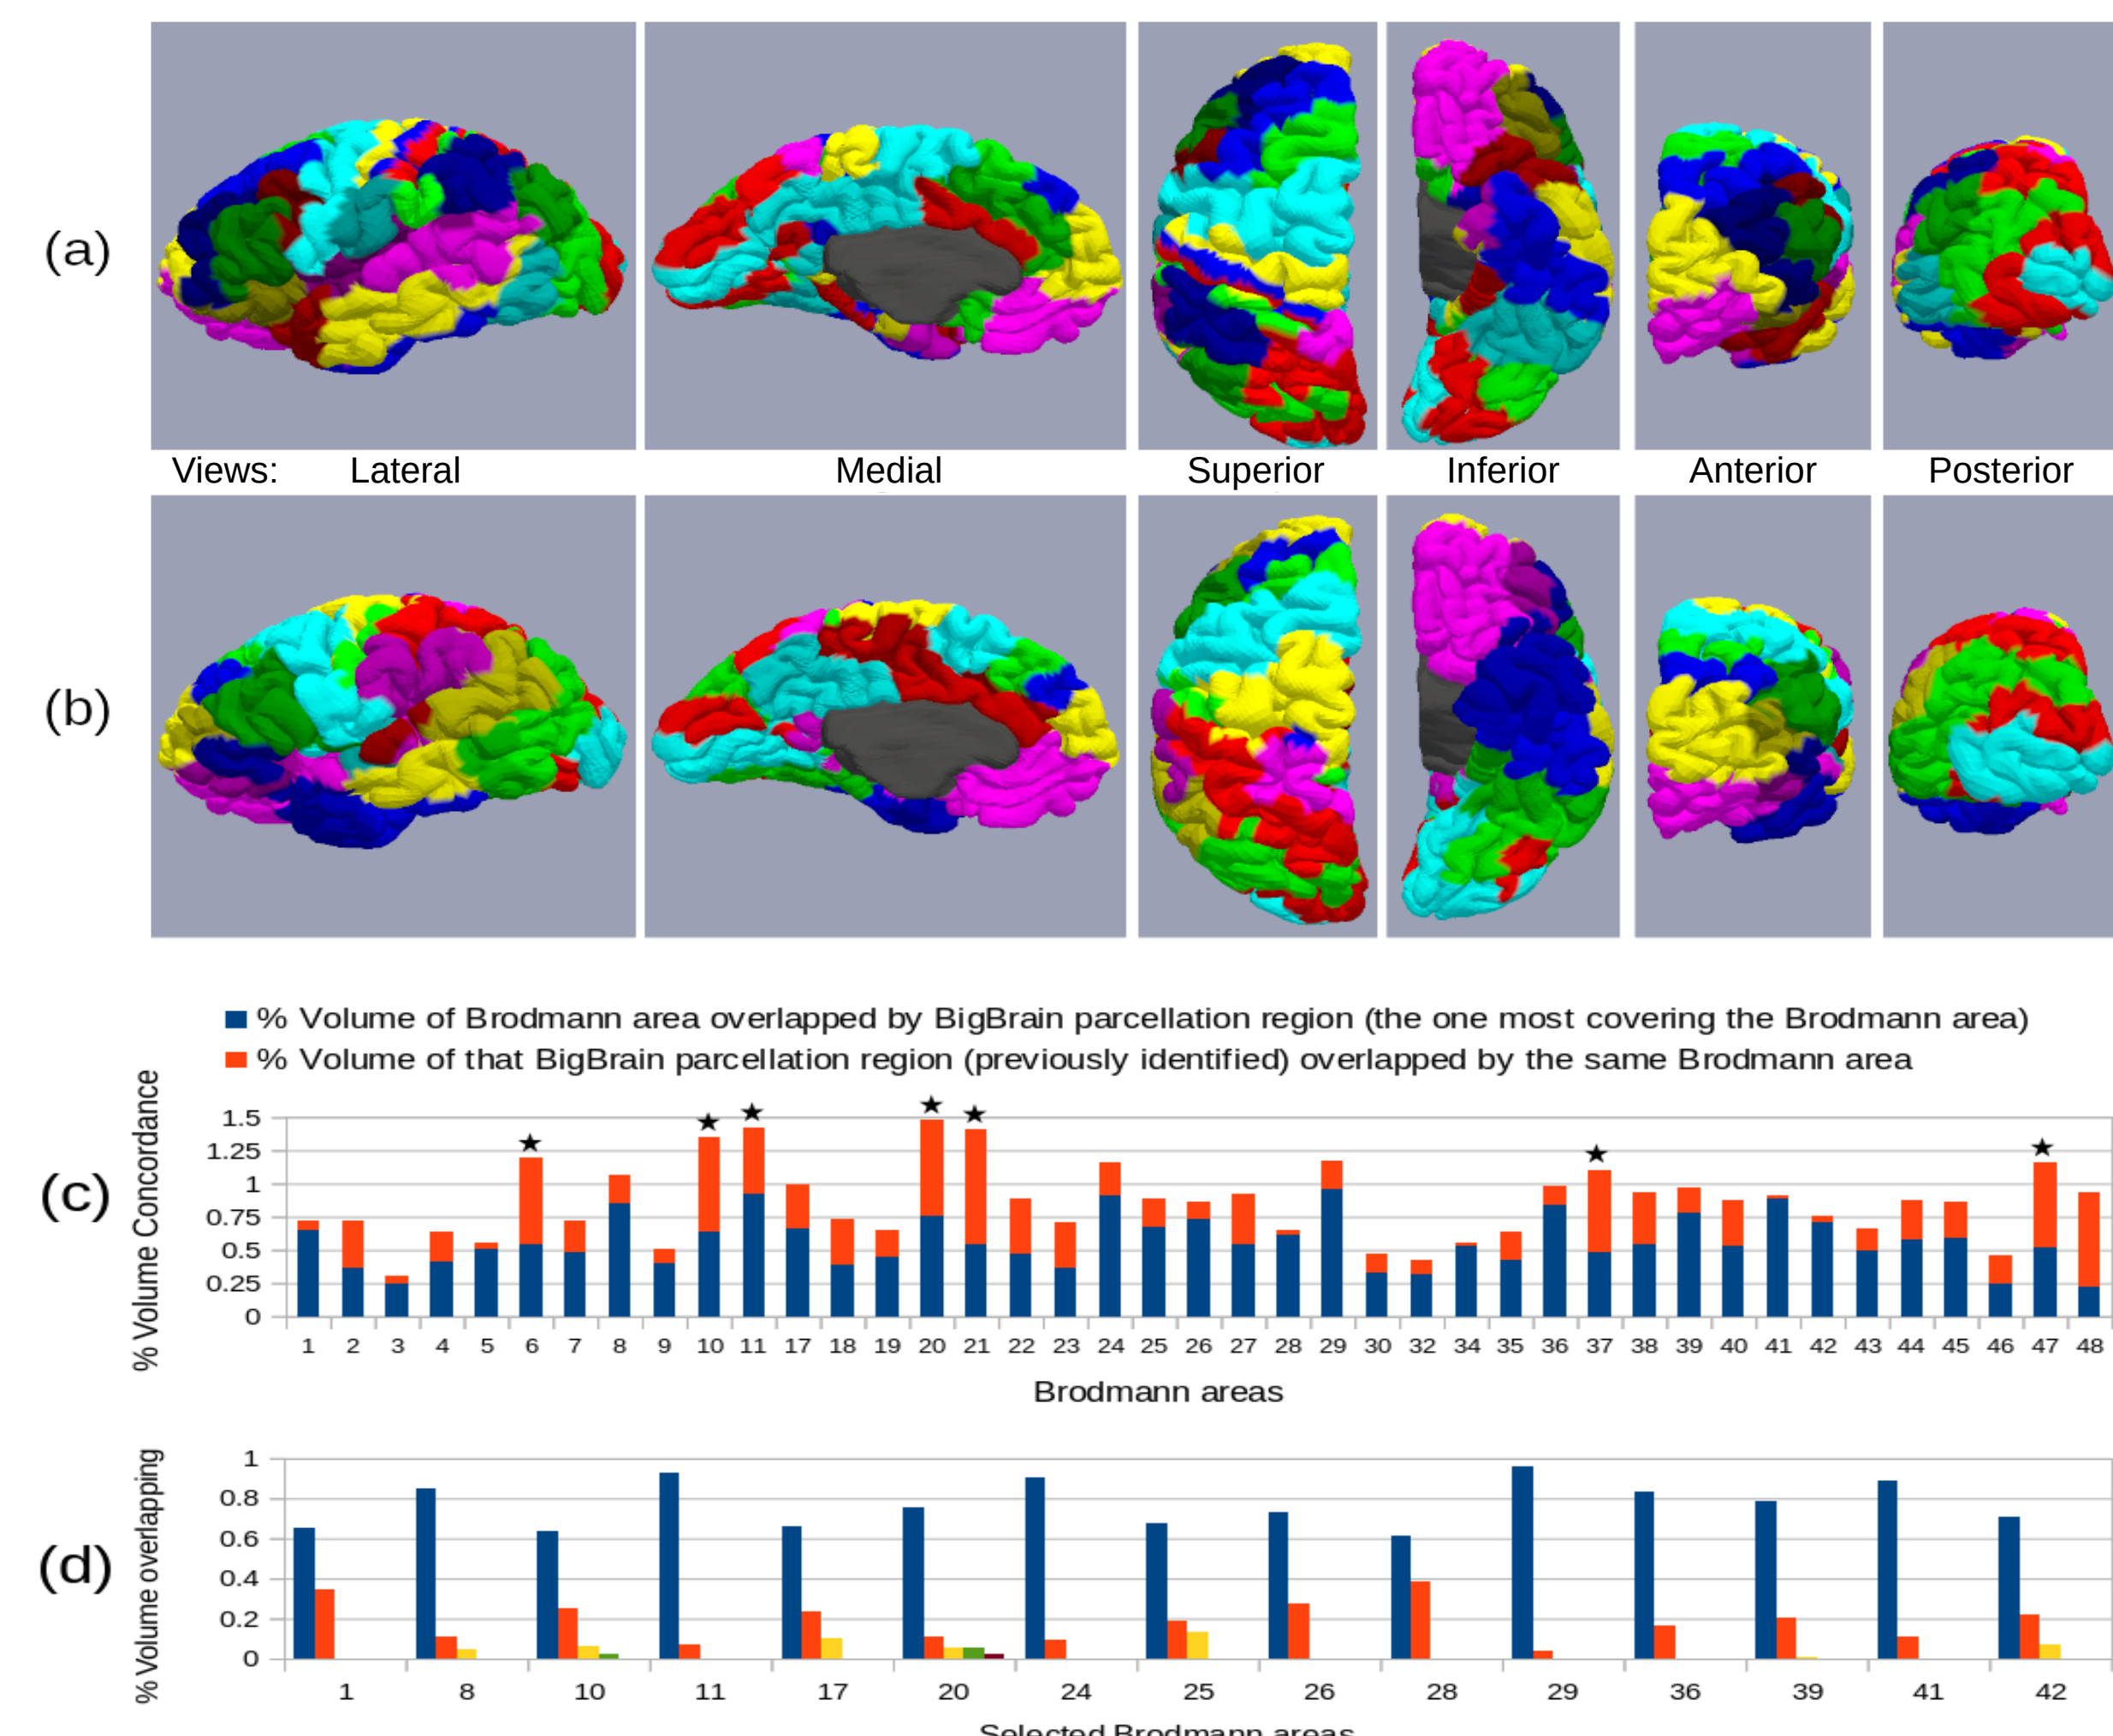 (a)
Views: Lateral Medial Superior Inferior Anterior Posterior
(b)
% Volume of Brodmann area overlapped by BigBrain parcellation region (the one most covering the Brodmann area)
% Volume of that BigBrain parcellation region (previously identified) overlapped by the same Brodmann area
(c)
% Volume Concordance
1.5
1.25
1
0.75
0.5
0.25
0
1 2 3 4 5 6 7 8 9 10 11 17 18 19 20 21 22 23 24 25 26 27 28 29 30 32 34 35 36 37 38 39 40 41 42 43 44 45 46 47 48
Brodmann areas
(d)
% Volume overlapping
1
0.8
0.6
0.4
0.2
0
1 8 10 11 17 20 24 25 26 28 29 36 39 41 42
Selected Brodmann areas